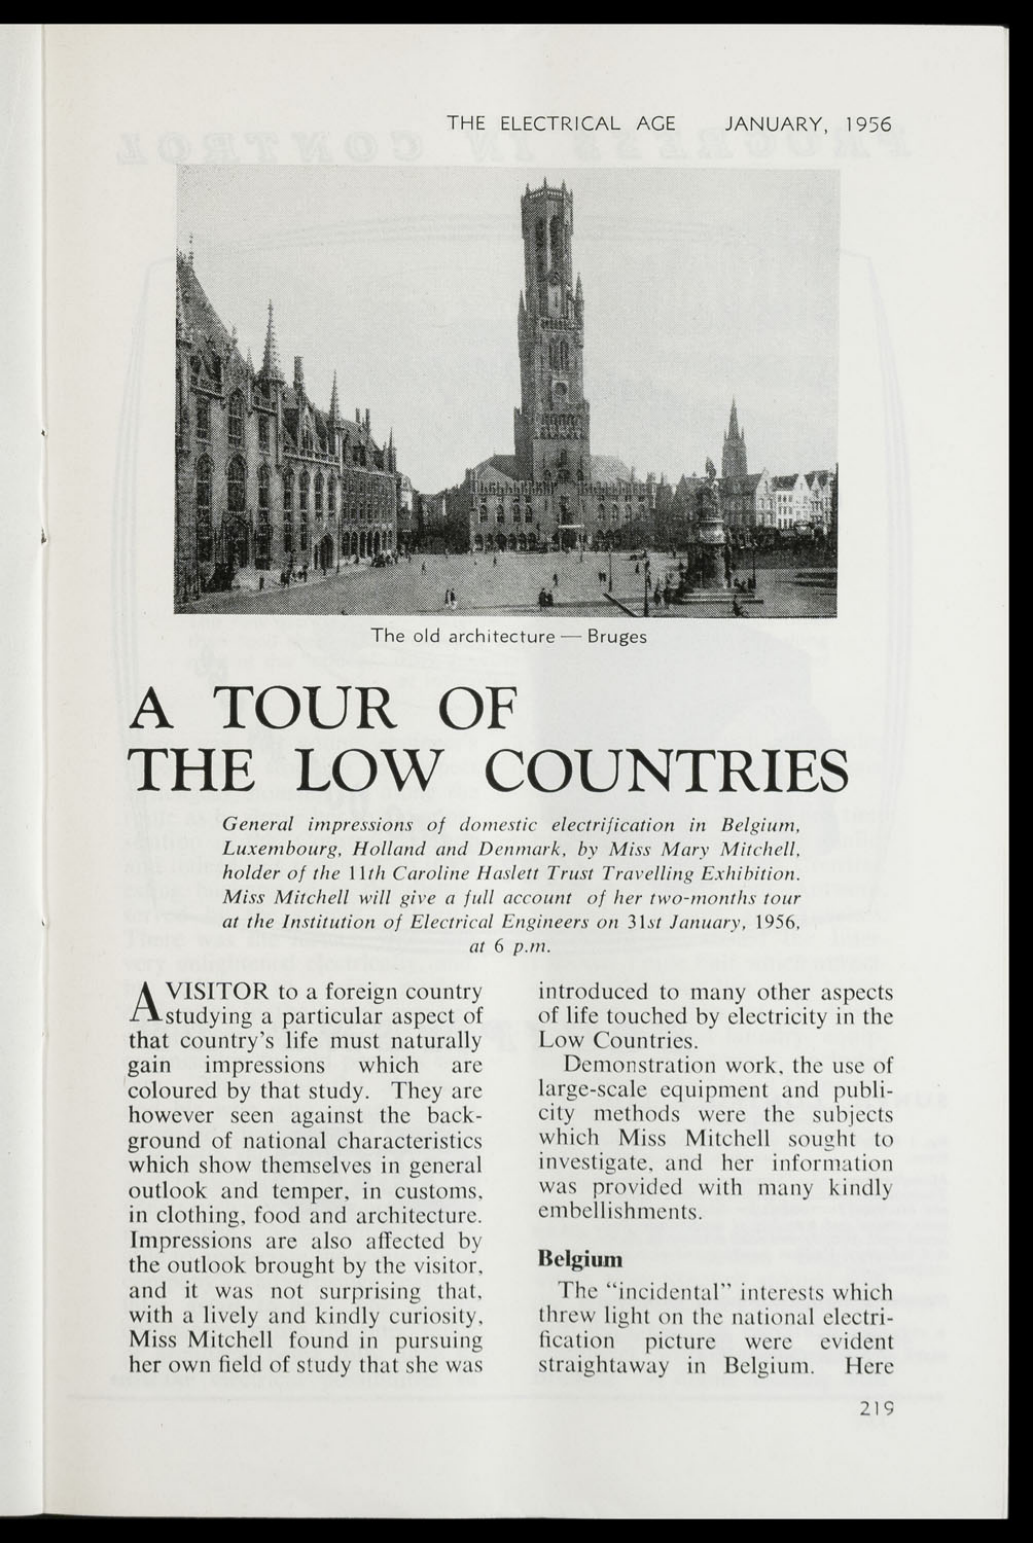 THE ELECTRICAL AGE JANUARY, 1956
The old architecture — Bruges
A TOUR OF
THE LOW COUNTRIES
General impressions of domestic electrification in Belgium,
Luxembourg, Holland and Denmark, by Miss Mary Mitchell,
holder of the 11th Caroline Haslett Trust Travelling Exhibition.
Miss Mitchell will give a full account of her two-months tour
at the Institution of Electrical Engineers on 31st January, 1956,
at 6 p.m.
A VISITOR to a foreign country
studying a particular aspect of
that country's life must naturally
gain impressions which are
coloured by that study. They are
however seen against the back-
ground of national characteristics
which show themselves in general
outlook and temper, in customs,
in clothing, food and architecture.
Impressions are also affected by
the outlook brought by the visitor,
and it was not surprising that,
with a lively and kindly curiosity,
Miss Mitchell found in pursuing
her own field of study that she was
introduced to many other aspects
of life touched by electricity in the
Low Countries.
Demonstration work, the use of
large-scale equipment and publi-
city methods were the subjects
which Miss Mitchell sought to
investigate, and her information
was provided with many kindly
embellishments.
Belgium
The "incidental" interests which
threw light on the national electri-
fication picture were evident
straightaway in Belgium. Here
219